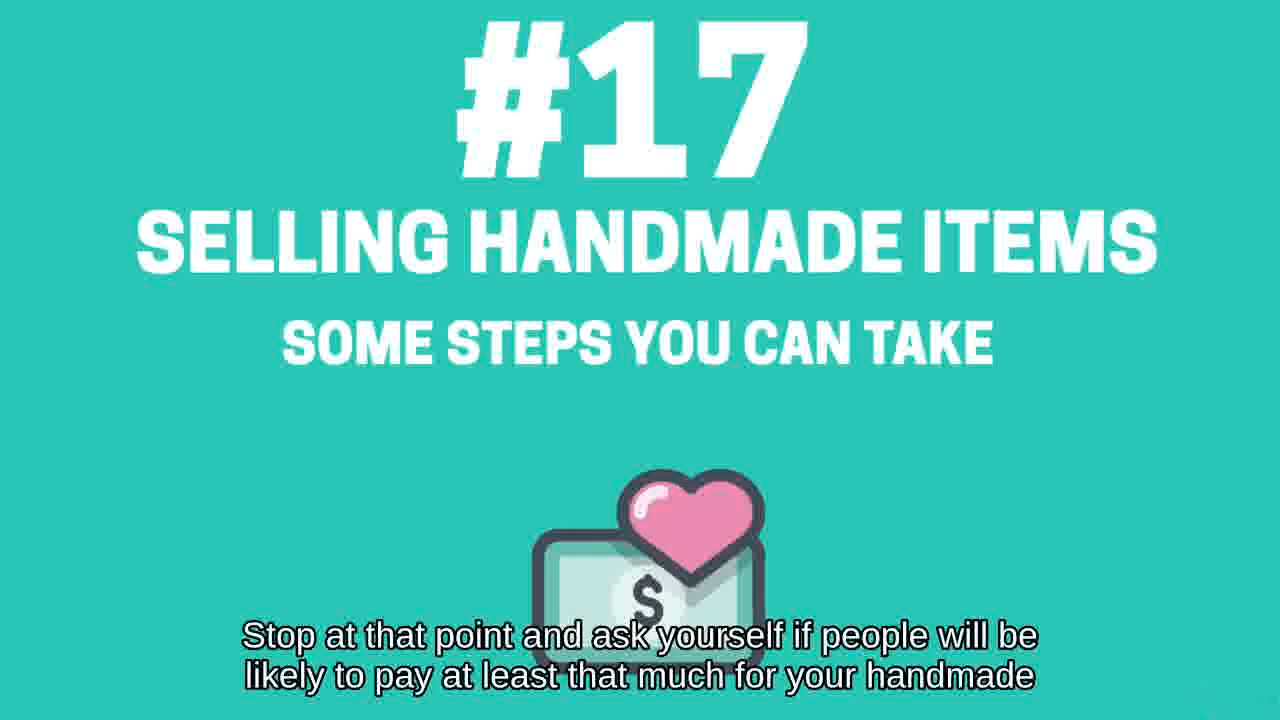 #17
SELLING HANDMADE ITEMS
SOME STEPS YOU CAN TAKE
$
Stop at that point and ask yourself if people will be
likely to pay at least that much for your handmade